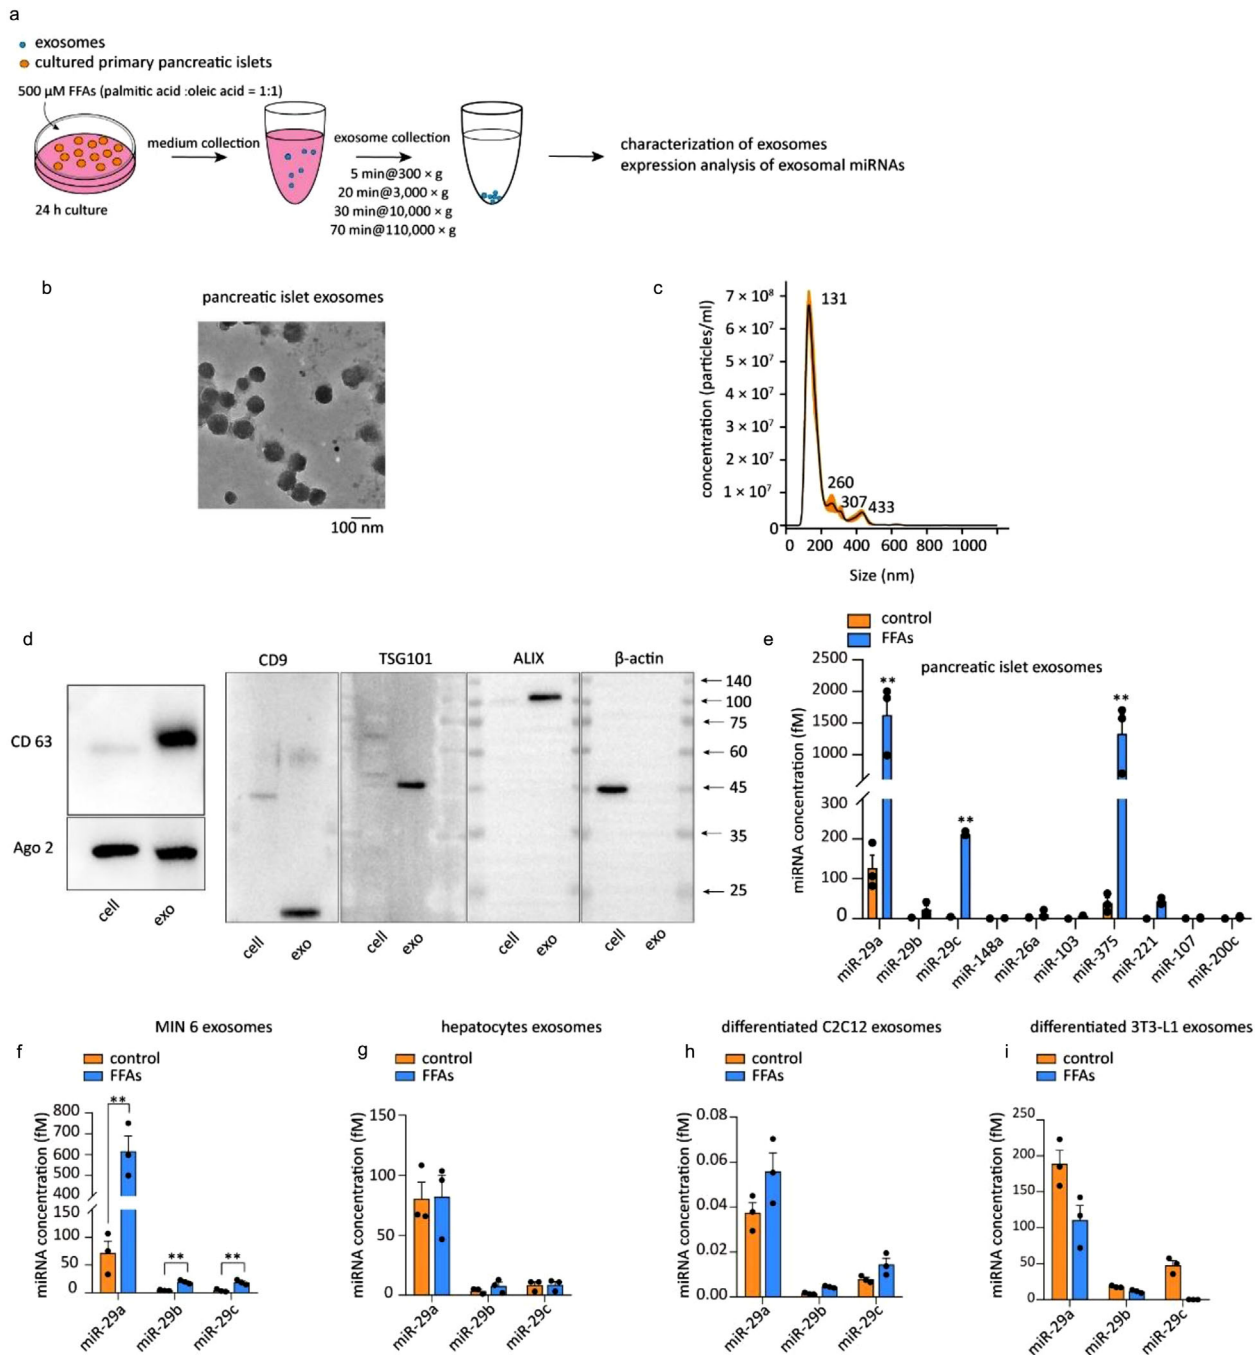 a
exosomes
cultured primary pancreatic islets
500 µM FFAs (palmitic acid :oleic acid = 1:1)
medium collection
exosome collection
5 min@300 × g
20 min@3,000 × g
30 min@10,000 × g
70 min@110,000 × g
24 h culture
characterization of exosomes
expression analysis of exosomal miRNAs
b
pancreatic islet exosomes
100 nm
c
concentration (particles/ml)
7 × 10⁸
6 × 10⁷
5 × 10⁷
4 × 10⁷
3 × 10⁷
2 × 10⁷
1 × 10⁷
0
131
260
307
433
0 200 400 600 800 1000
Size (nm)
d
CD 63
Ago 2
cell exo
CD9 TSG101 ALIX β-actin
140
100
75
60
45
35
25
cell exo cell exo cell exo cell exo
e
control
FFAs
pancreatic islet exosomes
miRNA concentration (fM)
2500
2000
1500
1000
300
200
100
0
** ** **
miR-29a miR-29b miR-29c miR-148a miR-26a miR-103 miR-375 miR-221 miR-107 miR-200c
f
MIN 6 exosomes
control
FFAs
miRNA concentration (fM)
800
700
600
500
400
150
100
50
0
** ** **
miR-29a miR-29b miR-29c
g
hepatocytes exosomes
control
FFAs
miRNA concentration (fM)
150
100
50
0
miR-29a miR-29b miR-29c
h
differentiated C2C12 exosomes
control
FFAs
miRNA concentration (fM)
0.08
0.06
0.04
0.02
0.00
miR-29a miR-29b miR-29c
i
differentiated 3T3-L1 exosomes
control
FFAs
miRNA concentration (fM)
250
200
150
100
50
0
miR-29a miR-29b miR-29c